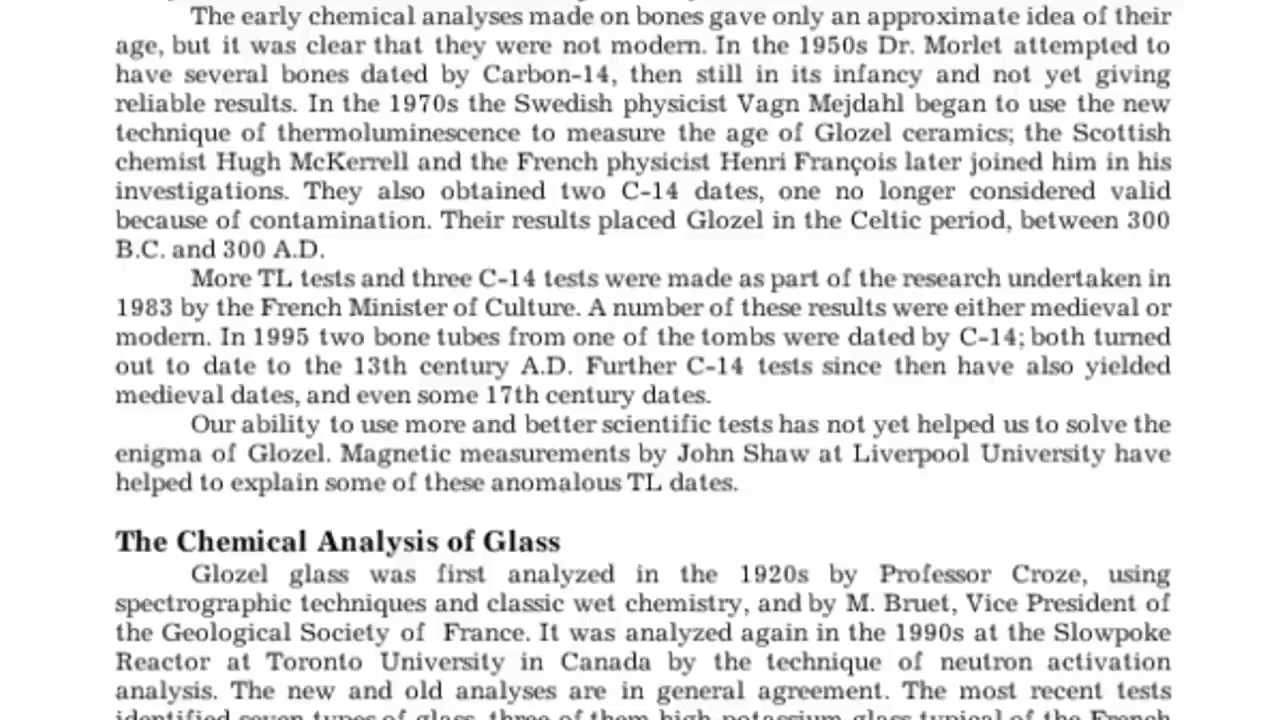 The early chemical analyses made on bones gave only an approximate idea of their
age, but it was clear that they were not modern. In the 1950s Dr. Morlet attempted to
have several bones dated by Carbon-14, then still in its infancy and not yet giving
reliable results. In the 1970s the Swedish physicist Vagn Mejdahl began to use the new
technique of thermoluminescence to measure the age of Glozel ceramics; the Scottish
chemist Hugh McKerrell and the French physicist Henri François later joined him in his
investigations. They also obtained two C-14 dates, one no longer considered valid
because of contamination. Their results placed Glozel in the Celtic period, between 300
B.C. and 300 A.D.
More TL tests and three C-14 tests were made as part of the research undertaken in
1983 by the French Minister of Culture. A number of these results were either medieval or
modern. In 1995 two bone tubes from one of the tombs were dated by C-14; both turned
out to date to the 13th century A.D. Further C-14 tests since then have also yielded
medieval dates, and even some 17th century dates.
Our ability to use more and better scientific tests has not yet helped us to solve the
enigma of Glozel. Magnetic measurements by John Shaw at Liverpool University have
helped to explain some of these anomalous TL dates.
The Chemical Analysis of Glass
Glozel glass was first analyzed in the 1920s by Professor Croze, using
spectrographic techniques and classic wet chemistry, and by M. Bruet, Vice President of
the Geological Society of France. It was analyzed again in the 1990s at the Slowpoke
Reactor at Toronto University in Canada by the technique of neutron activation
analysis. The new and old analyses are in general agreement. The most recent tests
identified seven types of glass, three of them high potassium glass typical of the French